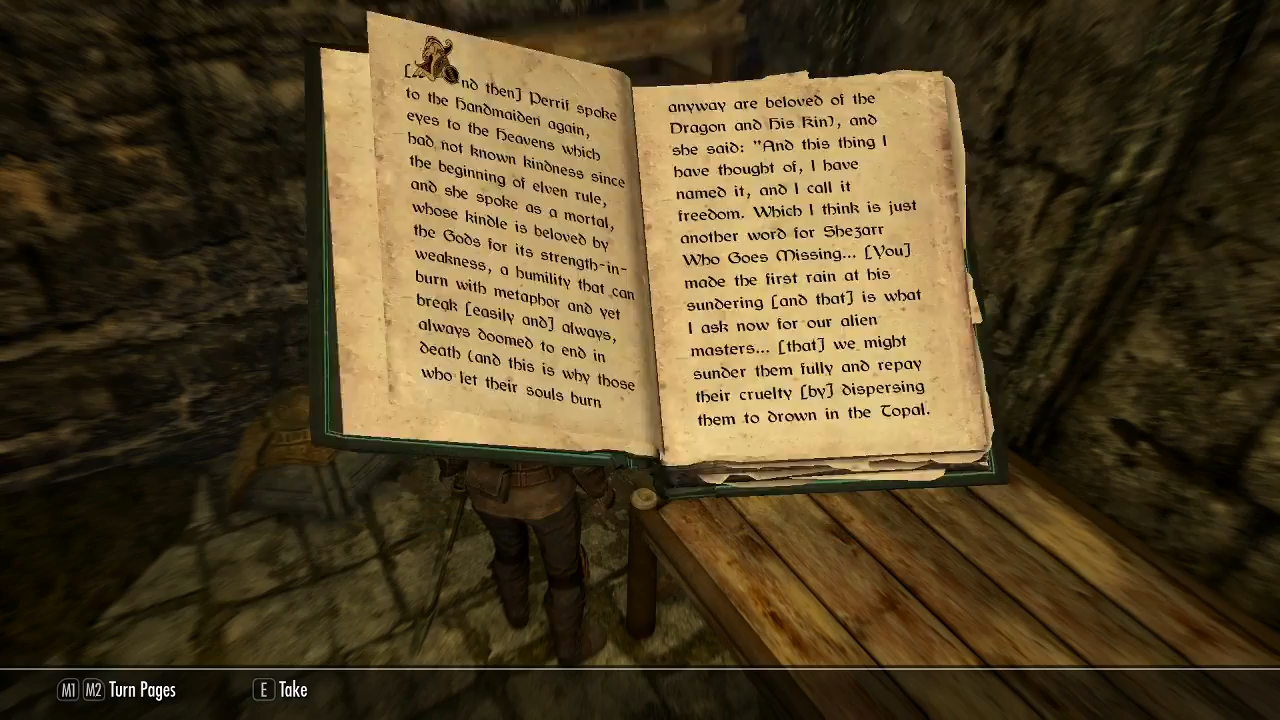 [And then] Perrif spoke
to the Handmaiden again,
eyes to the Heavens which
had not known kindness since
the beginning of elven rule,
and she spoke as a mortal,
whose kindle is beloved by
the Gods for its strength-in-
weakness, a humility that can
burn with metaphor and yet
break [easily and] always,
always doomed to end in
death (and this is why those
who let their souls burn
anyway are beloved of the
Dragon and His Kin), and
she said: "And this thing I
have thought of, I have
named it, and I call it
freedom. Which I think is just
another word for Shezarr
Who Goes Missing... [You]
made the first rain at his
sundering [and that] is what
I ask now for our alien
masters... [that] we might
sunder them fully and repay
their cruelty [by] dispersing
them to drown in the Topal.
M1 M2 Turn Pages
E Take